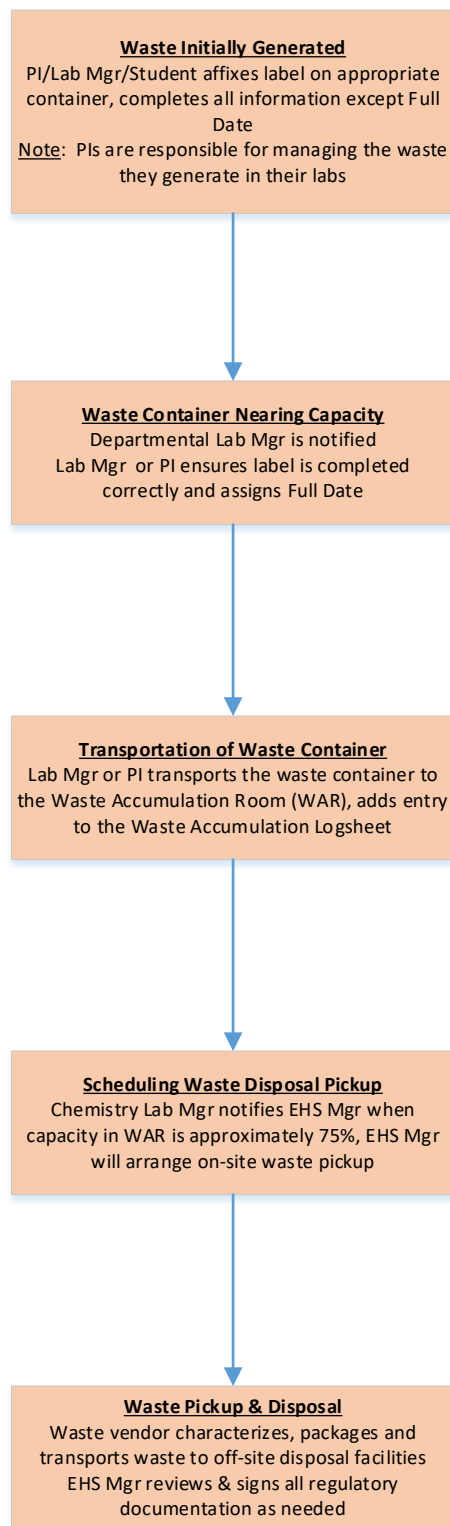 Waste Initially Generated
PI/Lab Mgr/Student affixes label on appropriate
container, completes all information except Full
Date
Note:  PIs are responsible for managing the waste
they generate in their labs
Waste Container Nearing Capacity
Departmental Lab Mgr is notified
Lab Mgr or PI ensures label is completed
correctly and assigns Full Date
Transportation of Waste Container
Lab Mgr or PI transports the waste container to
the Waste Accumulation Room (WAR), adds entry
to the Waste Accumulation Logsheet
Scheduling Waste Disposal Pickup
Chemistry Lab Mgr notifies EHS Mgr when
capacity in WAR is approximately 75%, EHS Mgr
will arrange on-site waste pickup
Waste Pickup & Disposal
Waste vendor characterizes, packages and
transports waste to off-site disposal facilities
EHS Mgr reviews & signs all regulatory
documentation as needed